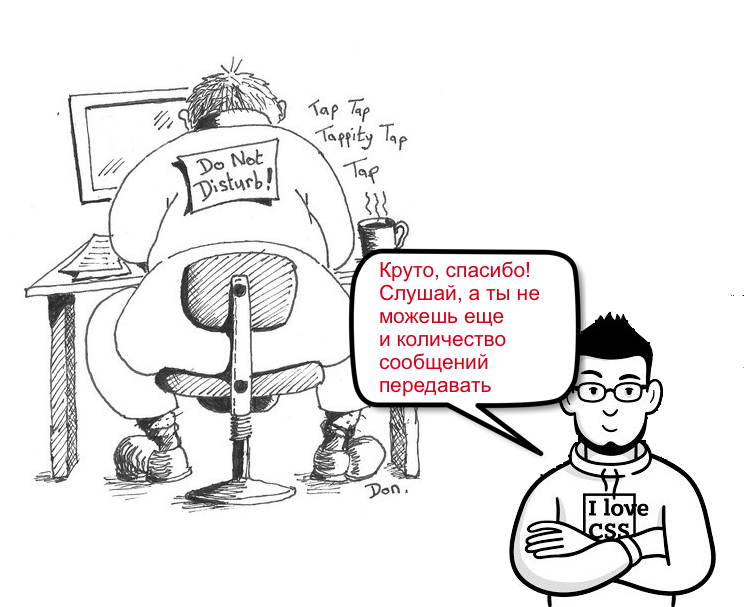 Tap Tap
Tappity Tap
Tap
Do Not
Disturb!
Круто, спасибо!
Слушай, а ты не
можешь еще
и количество
сообщений
передавать
I love
CSS
Don.